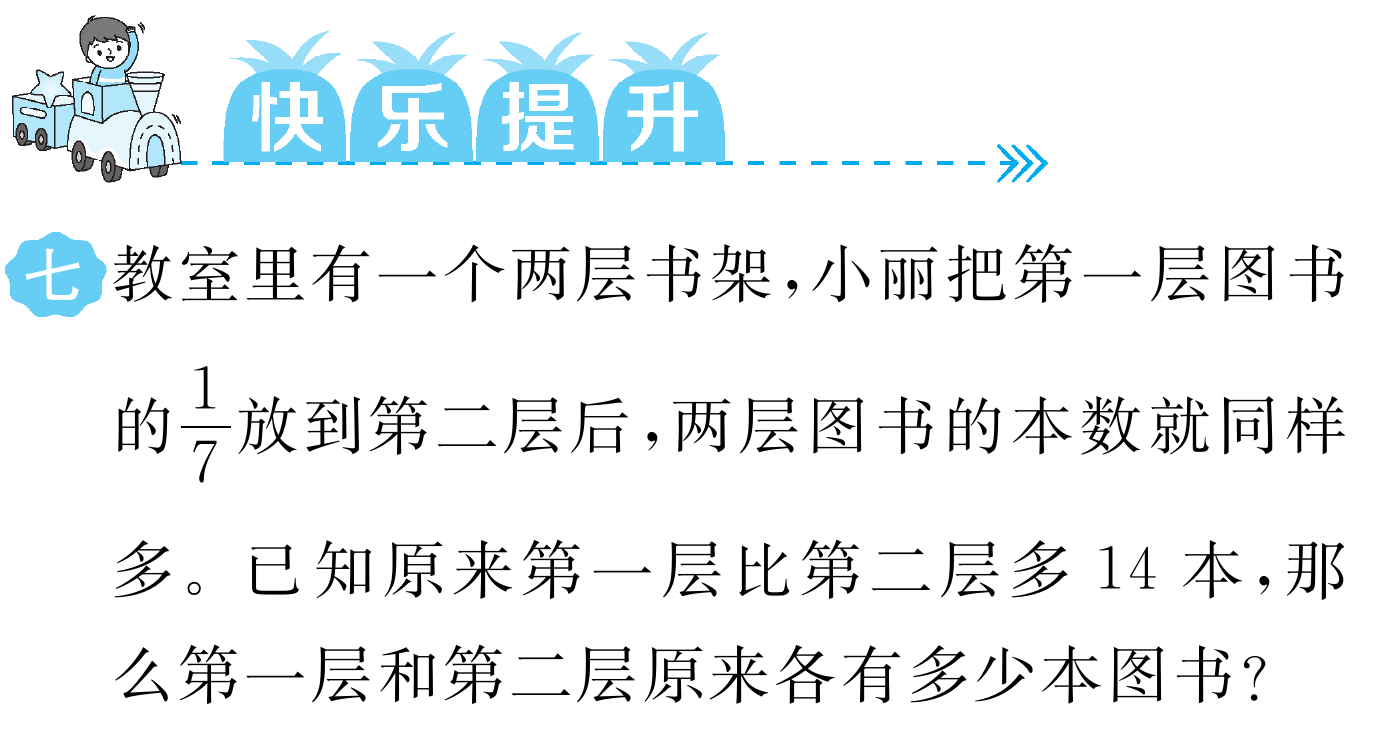 快乐提升
七 教室里有一个两层书架,小丽把第一层图书
的1/7放到第二层后,两层图书的本数就同样
多。已知原来第一层比第二层多 14 本,那
么第一层和第二层原来各有多少本图书?